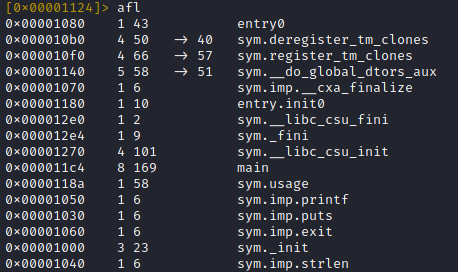 [0×00001124]> afl
0×00001080 1 43 entry0
0×000010b0 4 50 → 40 sym.deregister_tm_clones
0×000010f0 4 66 → 57 sym.register_tm_clones
0×00001140 5 58 → 51 sym.__do_global_dtors_aux
0×00001070 1 6 sym.imp.__cxa_finalize
0×00001180 1 10 entry.init0
0×000012e0 1 2 sym.__libc_csu_fini
0×000012e4 1 9 sym._fini
0×00001270 4 101 sym.__libc_csu_init
0×000011c4 8 169 main
0×0000118a 1 58 sym.usage
0×00001050 1 6 sym.imp.printf
0×00001030 1 6 sym.imp.puts
0×00001060 1 6 sym.imp.exit
0×00001000 3 23 sym._init
0×00001040 1 6 sym.imp.strlen